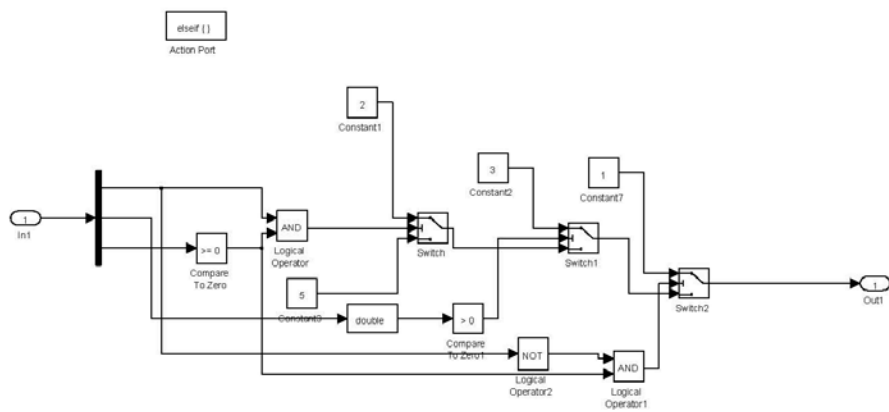 elseif { }
Action Port
2
Constant1
3
Constant2
1
Constant7
1
In1
>= 0
Compare
To Zero
AND
Logical
Operator
Switch
Switch1
Switch2
1
Out1
5
Constant3
double
> 0
Compare
To Zero1
NOT
Logical
Operator2
AND
Logical
Operator1